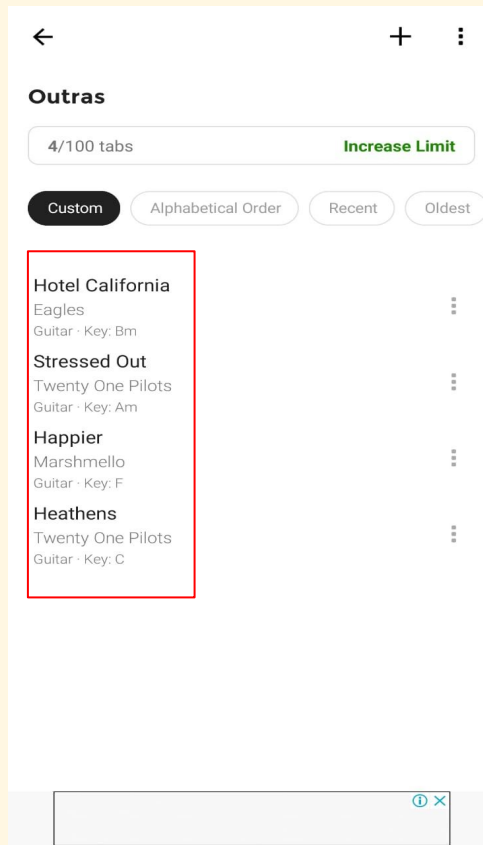 Outras
4/100 tabs Increase Limit
Custom Alphabetical Order Recent Oldest
Hotel California
Eagles
Guitar · Key: Bm
Stressed Out
Twenty One Pilots
Guitar · Key: Am
Happier
Marshmello
Guitar · Key: F
Heathens
Twenty One Pilots
Guitar · Key: C